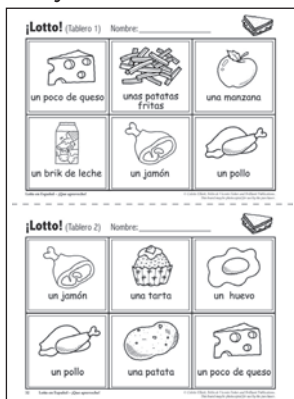 ¡Lotto! (Tablero 1) Nombre:
un poco de queso
unas patatas
fritas
una manzana
un brik de leche
un jamón
un pollo
¡Lotto! (Tablero 2) Nombre:
un jamón
una tarta
un huevo
un pollo
una patata
un poco de queso